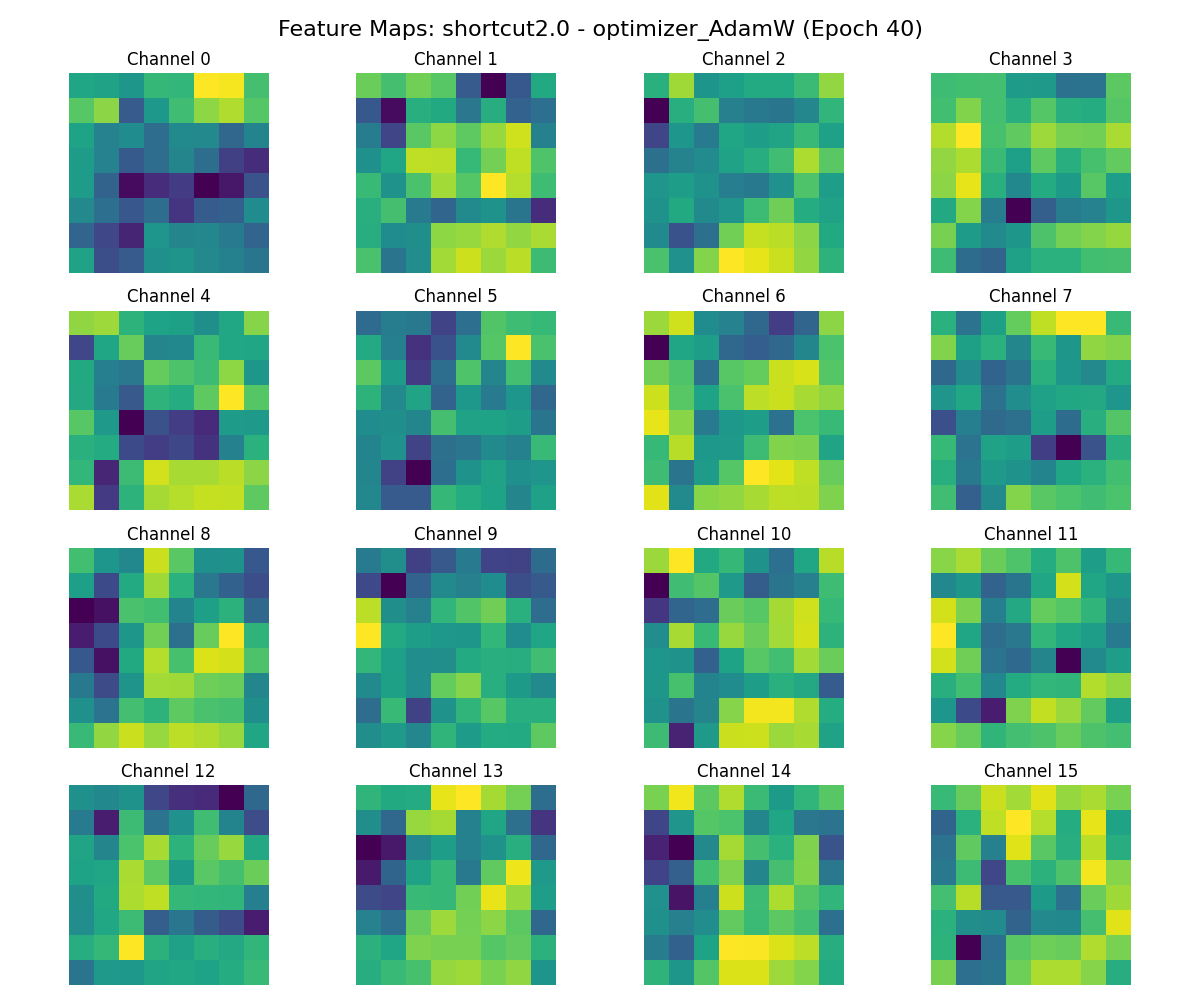 Feature Maps: shortcut2.0 - optimizer_AdamW (Epoch 40)
Channel 0
Channel 1
Channel 2
Channel 3
Channel 4
Channel 5
Channel 6
Channel 7
Channel 8
Channel 9
Channel 10
Channel 11
Channel 12
Channel 13
Channel 14
Channel 15